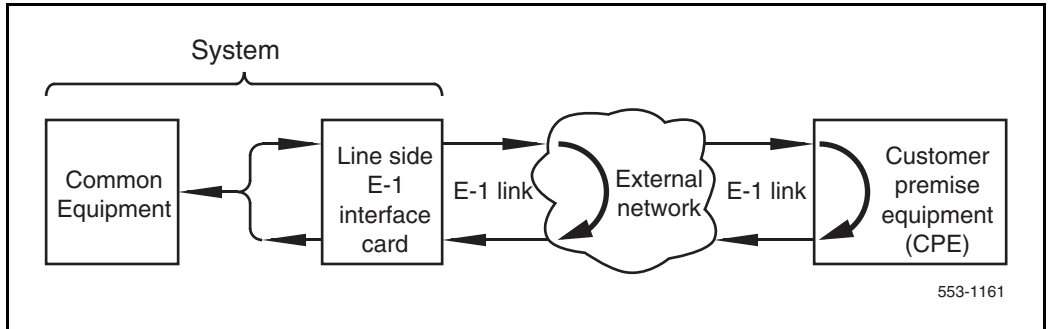 System
Common
Equipment
Line side
E-1
interface
card
E-1 link
External
network
E-1 link
Customer
premise
equipment
(CPE)
553-1161